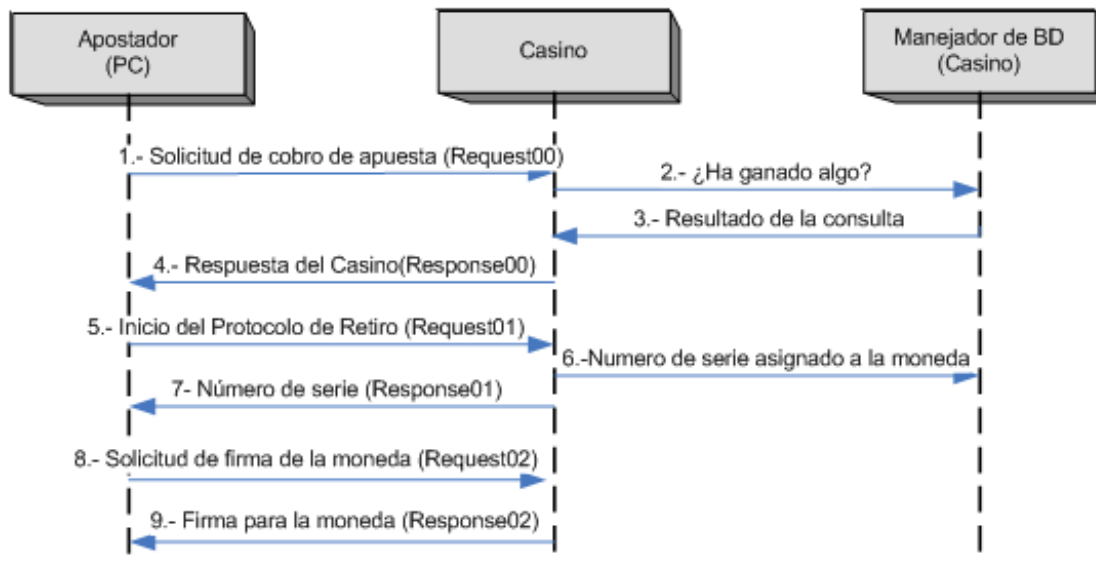 Apostador
(PC)
Casino
Manejador de BD
(Casino)
1.- Solicitud de cobro de apuesta (Request00)
2.- ¿Ha ganado algo?
3.- Resultado de la consulta
4.- Respuesta del Casino(Response00)
5.- Inicio del Protocolo de Retiro (Request01)
6.-Numero de serie asignado a la moneda
7- Número de serie (Response01)
8.- Solicitud de firma de la moneda (Request02)
9.- Firma para la moneda (Response02)